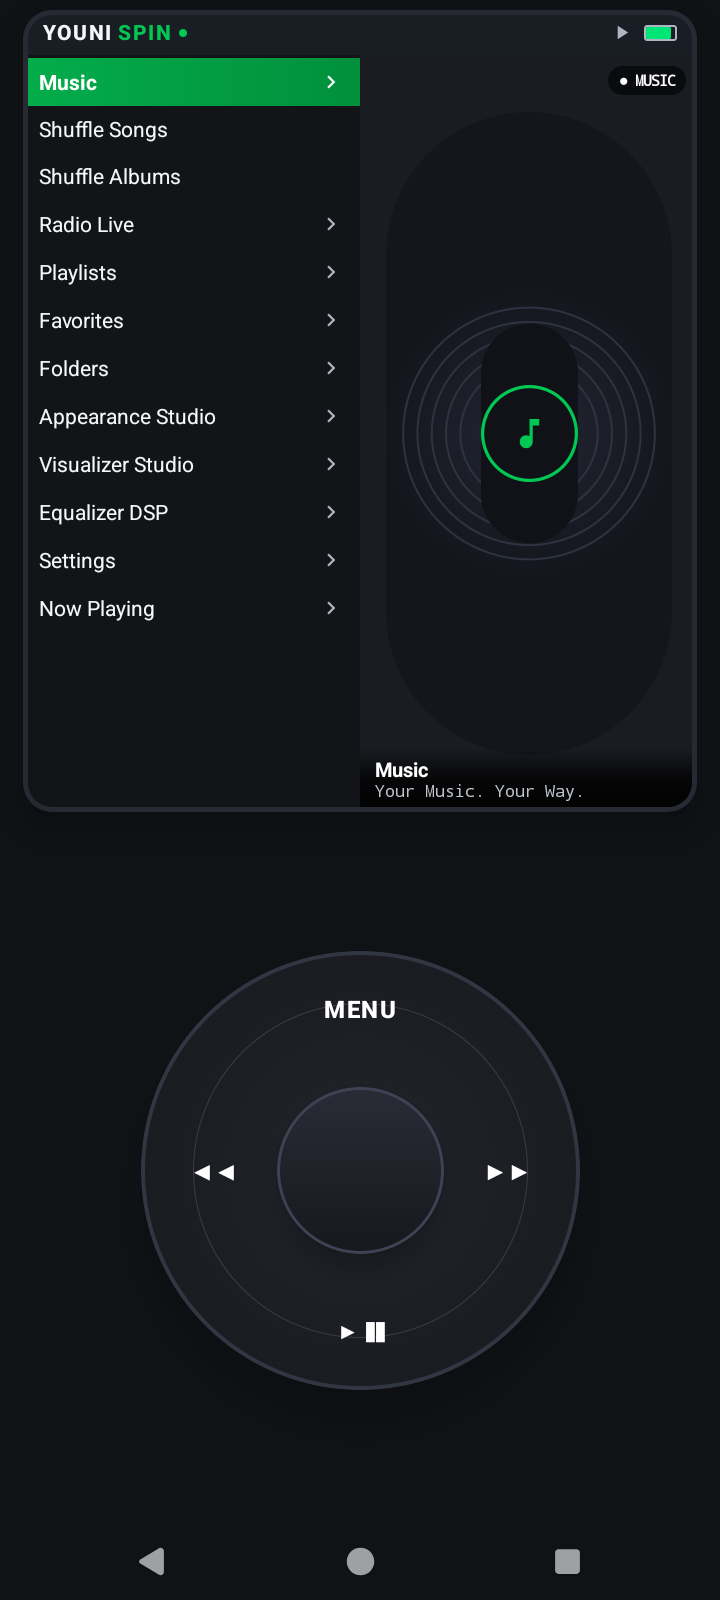 YOUNI SPIN
Music
Shuffle Songs
Shuffle Albums
Radio Live
Playlists
Favorites
Folders
Appearance Studio
Visualizer Studio
Equalizer DSP
Settings
Now Playing
MUSIC
Music
Your Music. Your Way.
MENU